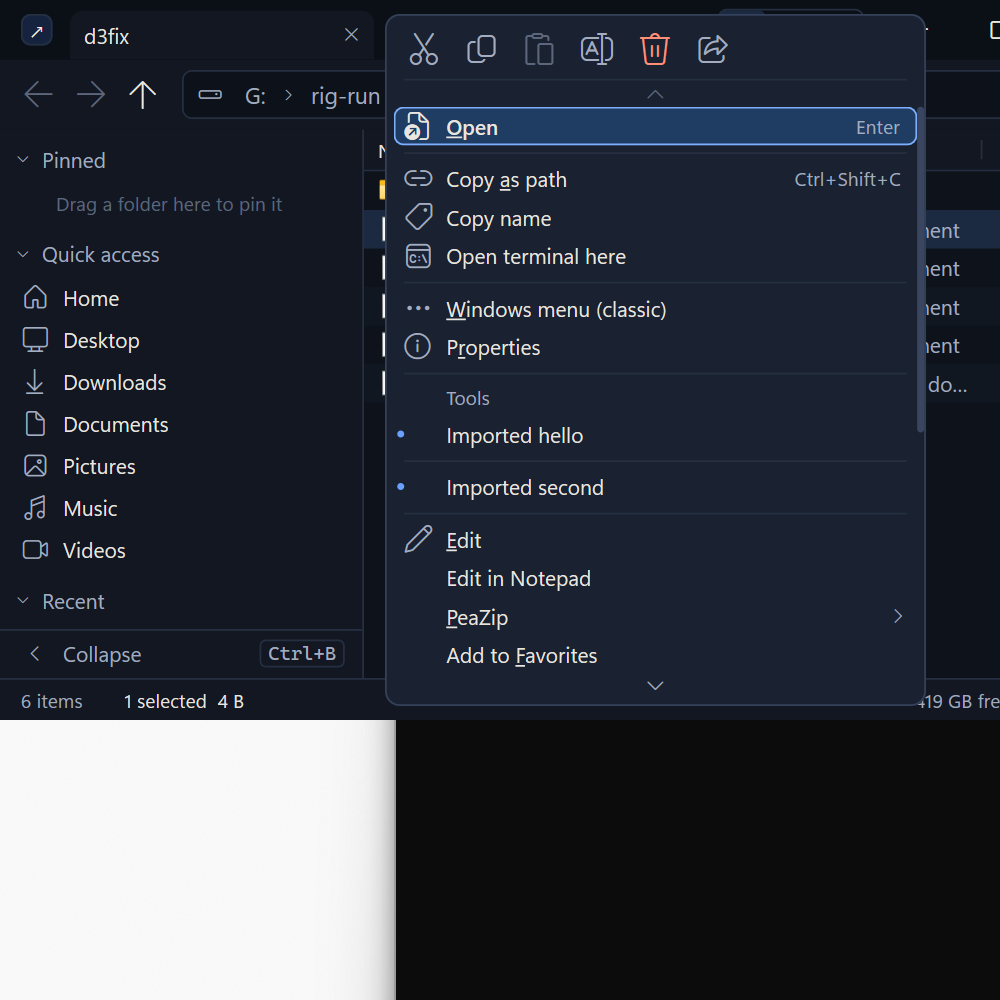 d3fix
G: rig-run
Pinned
Drag a folder here to pin it
Quick access
Home
Desktop
Downloads
Documents
Pictures
Music
Videos
Recent
Collapse Ctrl+B
6 items 1 selected 4 B
Open Enter
Copy as path Ctrl+Shift+C
Copy name
C:\
Open terminal here
Windows menu (classic)
Properties
Tools
Imported hello
Imported second
Edit
Edit in Notepad
PeaZip
Add to Favorites
do...
GB